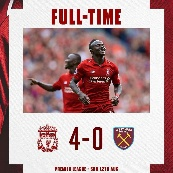 FULL-TIME
4-0
PREMIER LEAGUE • SUN 12TH AUG